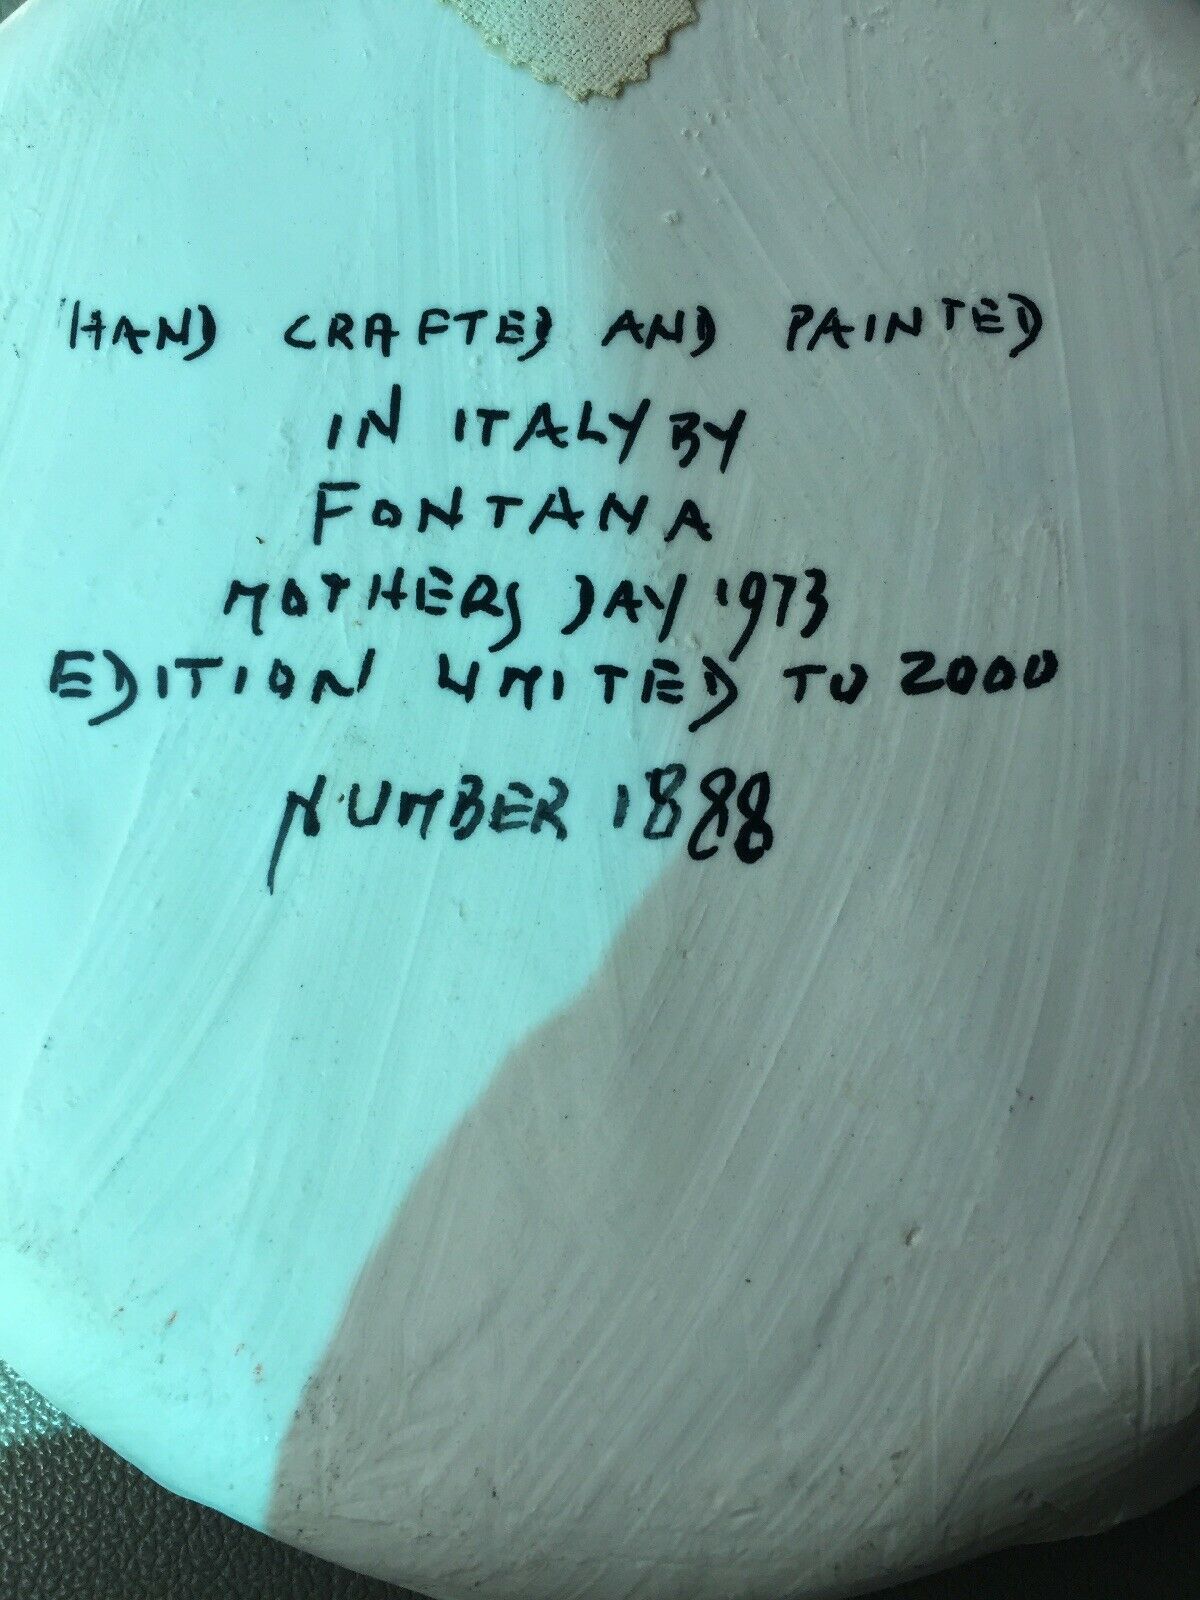 HAND CRAFTED AND PAINTED
IN ITALY BY
FONTANA
MOTHERS DAY 1973
EDITION LIMITED TO 2000
NUMBER 1888